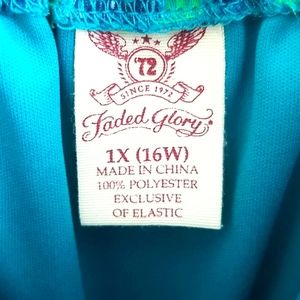 '72
SINCE 1972
Faded Glory
1X (16W)
MADE IN CHINA
100% POLYESTER
EXCLUSIVE
OF ELASTIC